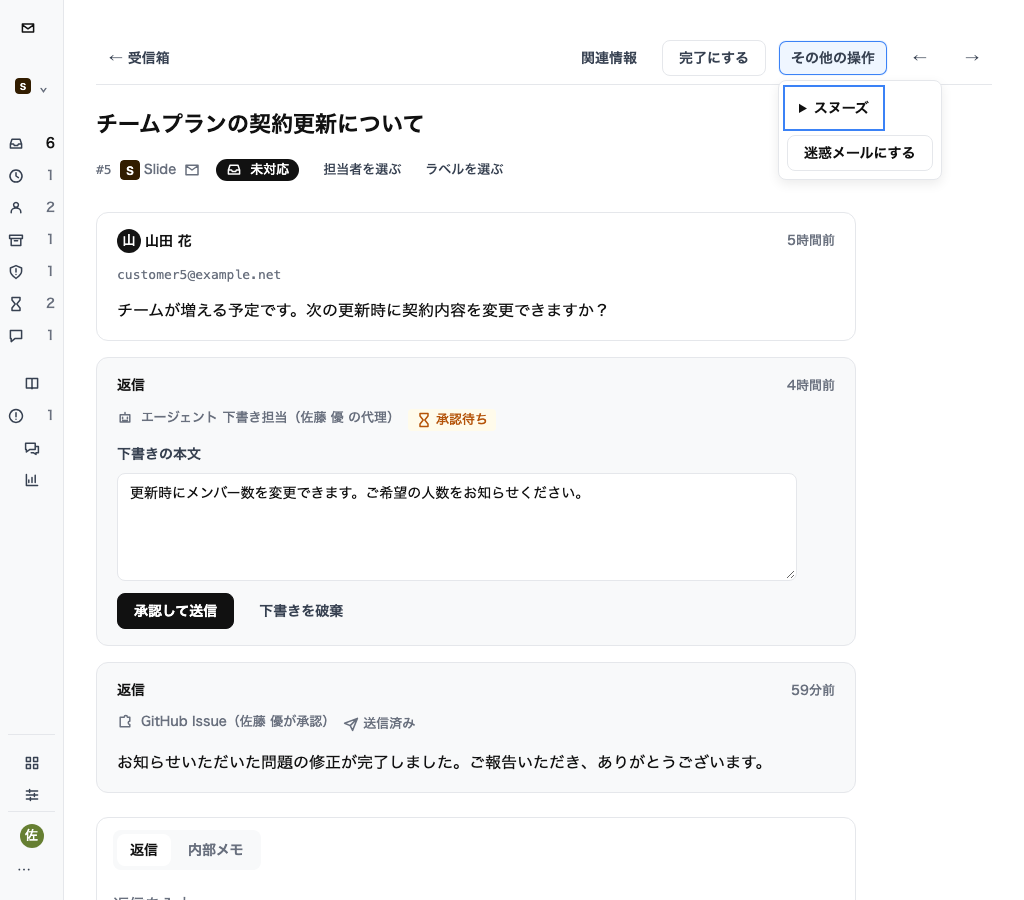 S
6
1
2
1
1
2
1
1
佐
…
← 受信箱
関連情報
完了にする
その他の操作
←
→
▶ スヌーズ
迷惑メールにする
チームプランの契約更新について
#5 S Slide 未対応 担当者を選ぶ ラベルを選ぶ
山 山田 花 5時間前
customer5@example.net
チームが増える予定です。次の更新時に契約内容を変更できますか？
返信 4時間前
エージェント 下書き担当（佐藤 優 の代理） 承認待ち
下書きの本文
更新時にメンバー数を変更できます。ご希望の人数をお知らせください。
承認して送信 下書きを破棄
返信 59分前
GitHub Issue（佐藤 優が承認） 送信済み
お知らせいただいた問題の修正が完了しました。ご報告いただき、ありがとうございます。
返信 内部メモ